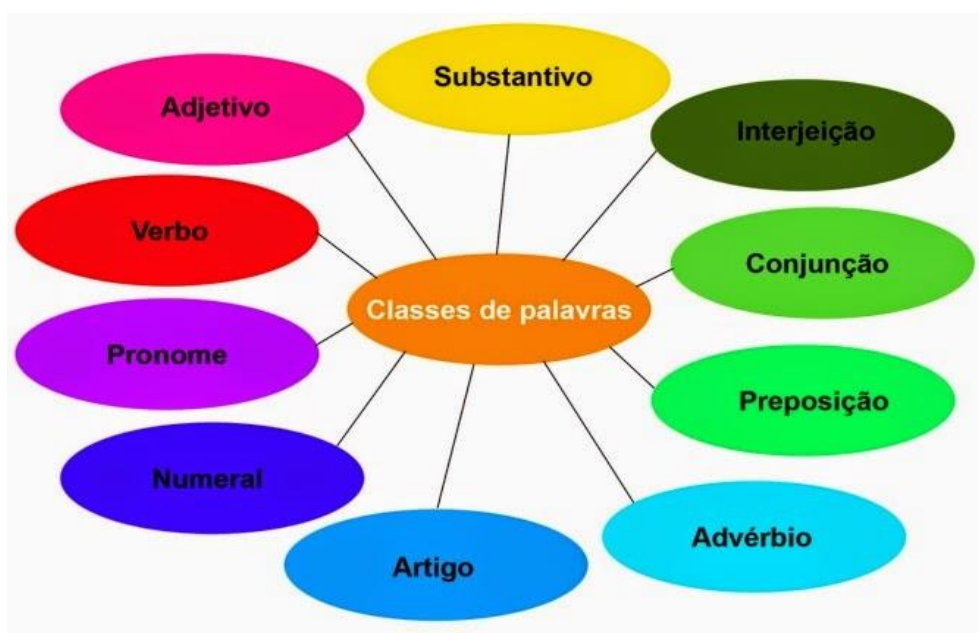 Substantivo
Adjetivo
Interjeição
Verbo
Conjunção
Classes de palavras
Pronome
Preposição
Numeral
Advérbio
Artigo